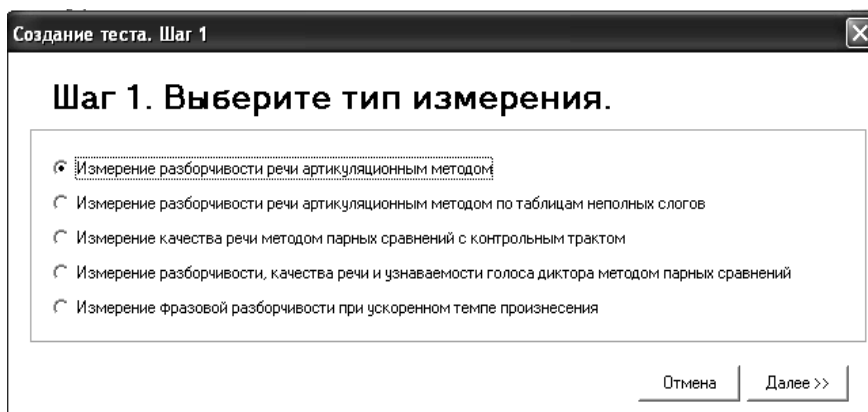 Создание теста. Шаг 1
Шаг 1. Выберите тип измерения.
Измерение разборчивости речи артикуляционным методом
Измерение разборчивости речи артикуляционным методом по таблицам неполных слогов
Измерение качества речи методом парных сравнений с контрольным трактом
Измерение разборчивости, качества речи и узнаваемости голоса диктора методом парных сравнений
Измерение фразовой разборчивости при ускоренном темпе произнесения
Отмена Далее >>